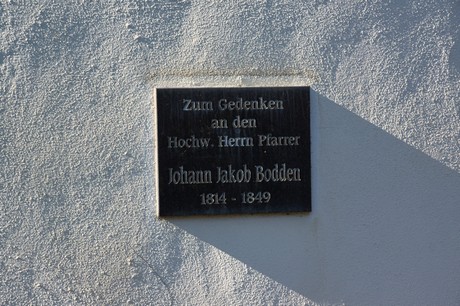 Zum Gedenken
an den
Hochw. Herrn Pfarrer
Johann Jakob Bodden
1814 - 1849